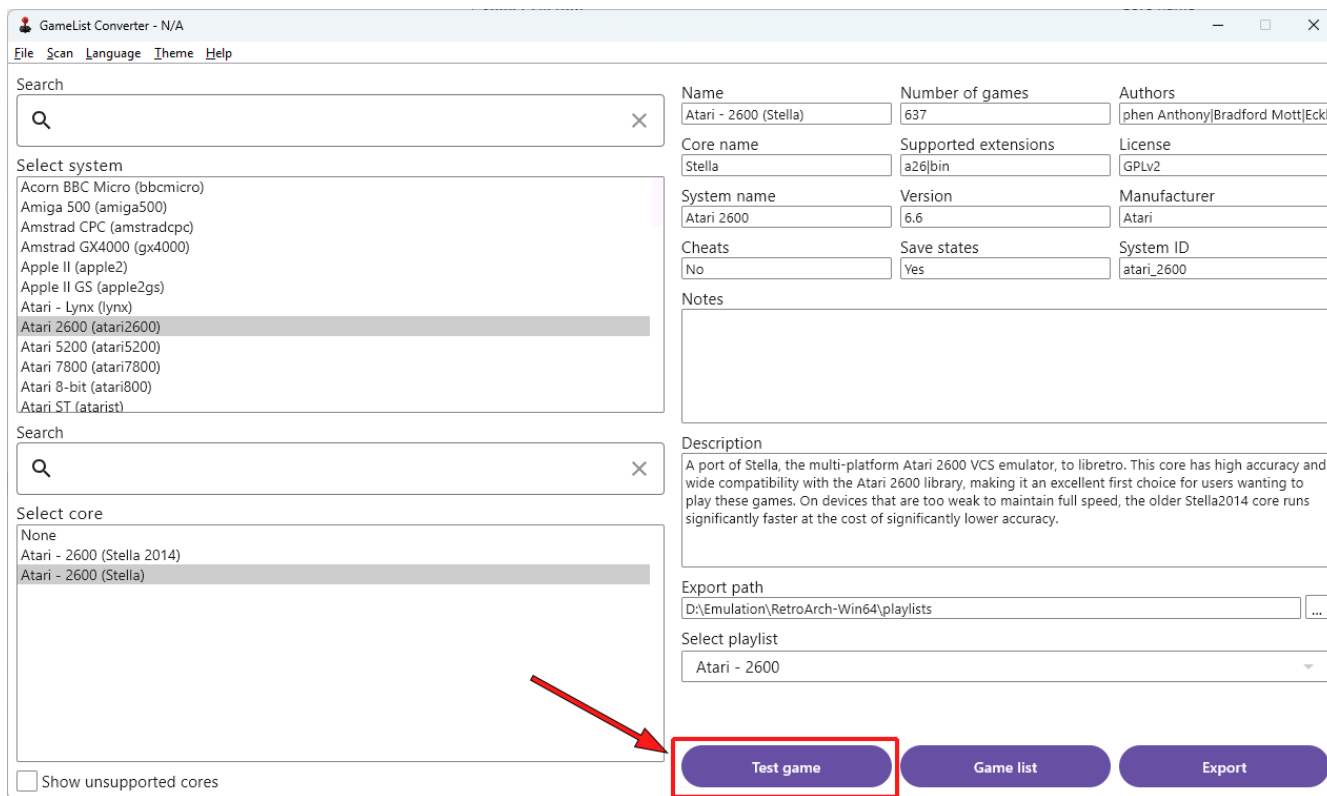 GameList Converter - N/A
File Scan Language Theme Help
Search
Select system
Acorn BBC Micro (bbcmicro)
Amiga 500 (amiga500)
Amstrad CPC (amstradcpc)
Amstrad GX4000 (gx4000)
Apple II (apple2)
Apple II GS (apple2gs)
Atari - Lynx (lynx)
Atari 2600 (atari2600)
Atari 5200 (atari5200)
Atari 7800 (atari7800)
Atari 8-bit (atari800)
Atari ST (atarist)
Search
Select core
None
Atari - 2600 (Stella 2014)
Atari - 2600 (Stella)
Show unsupported cores
Name Number of games Authors
Atari - 2600 (Stella) 637 phen Anthony|Bradford Mott|Eckl
Core name Supported extensions License
Stella a26|bin GPLv2
System name Version Manufacturer
Atari 2600 6.6 Atari
Cheats Save states System ID
No Yes atari_2600
Notes
Description
A port of Stella, the multi-platform Atari 2600 VCS emulator, to libretro. This core has high accuracy and
wide compatibility with the Atari 2600 library, making it an excellent first choice for users wanting to
play these games. On devices that are too weak to maintain full speed, the older Stella2014 core runs
significantly faster at the cost of significantly lower accuracy.
Export path
D:\Emulation\RetroArch-Win64\playlists ...
Select playlist
Atari - 2600
Test game Game list Export